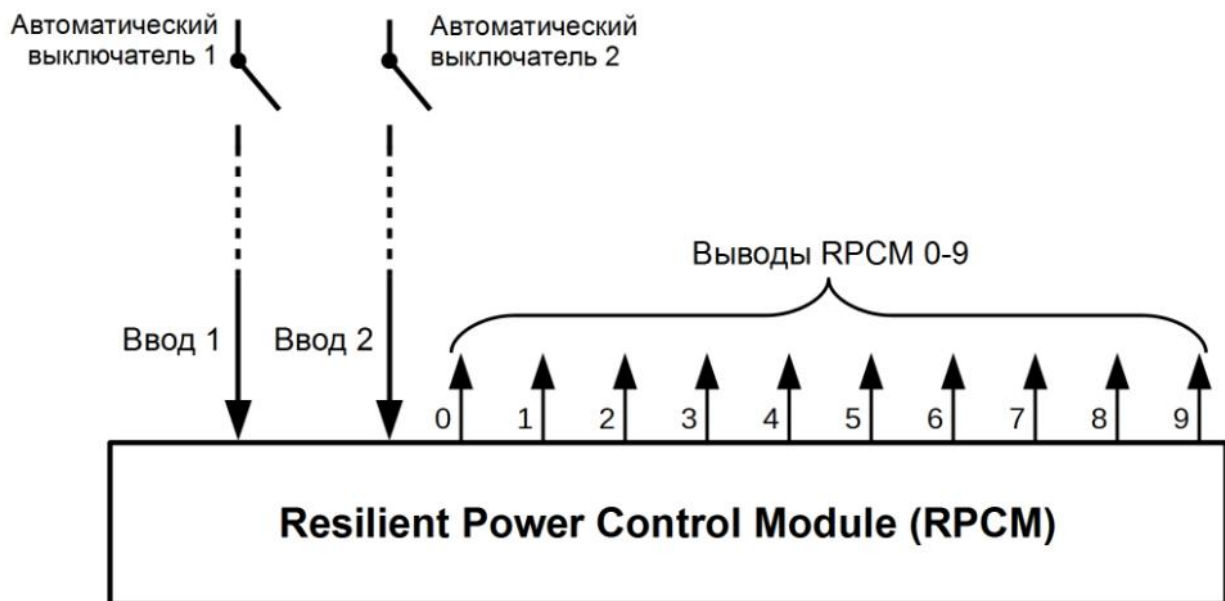 Автоматический
выключатель 1
Автоматический
выключатель 2
Выводы RPCM 0-9
Ввод 1
Ввод 2
0 1 2 3 4 5 6 7 8 9
Resilient Power Control Module (RPCM)